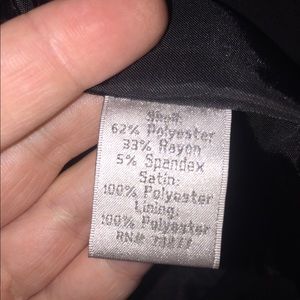 Shell:
62% Polyester
33% Rayon
5% Spandex
Satin:
100% Polyester
Lining:
100% Polyester
RN#